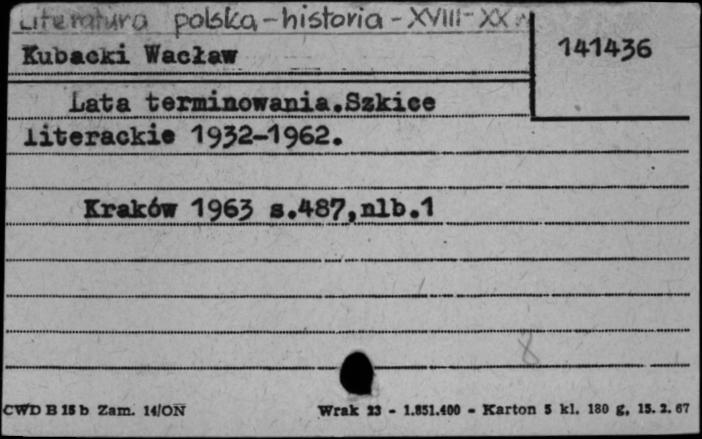 Literatura polska - historia - XVIII - XX w
Kubacki Wacław
141436
Lata terminowania.Szkice
literackie 1932-1962.
Kraków 1963 s.487,nlb.1
8
CWD B 15 b Zam. 14/ON Wrak 23 - 1.851.400 - Karton 5 kl. 180 g, 15. 2. 67